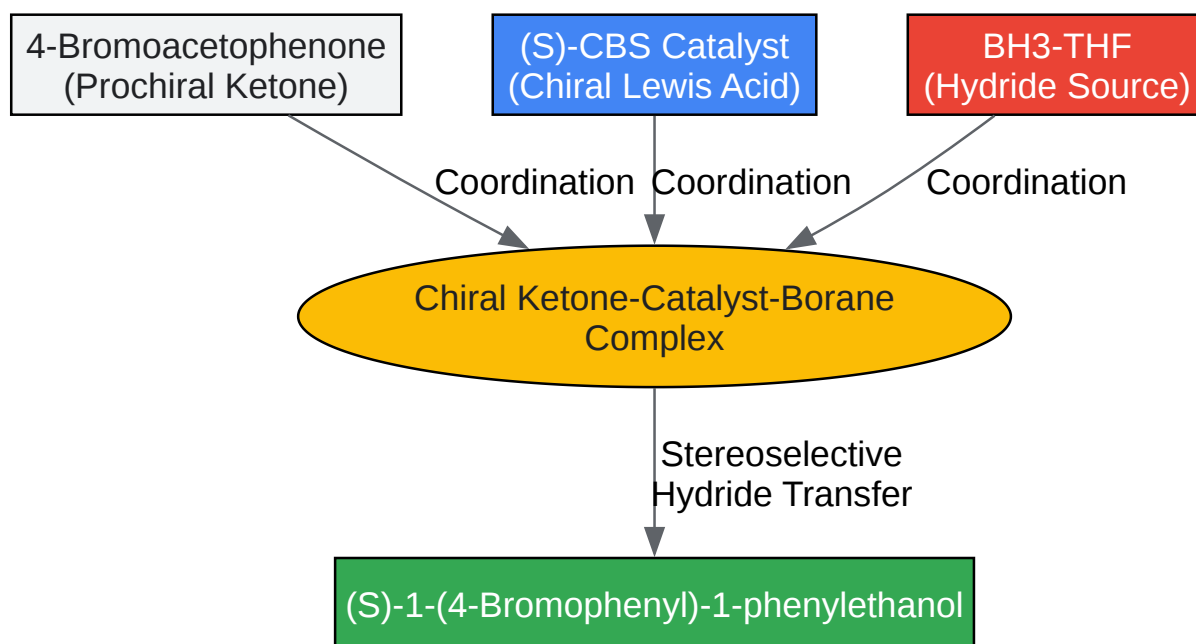 4-Bromoacetophenone
(Prochiral Ketone)
(S)-CBS Catalyst
(Chiral Lewis Acid)
BH3-THF
(Hydride Source)
Coordination
Coordination
Coordination
Chiral Ketone-Catalyst-Borane
Complex
Stereoselective
Hydride Transfer
(S)-1-(4-Bromophenyl)-1-phenylethanol